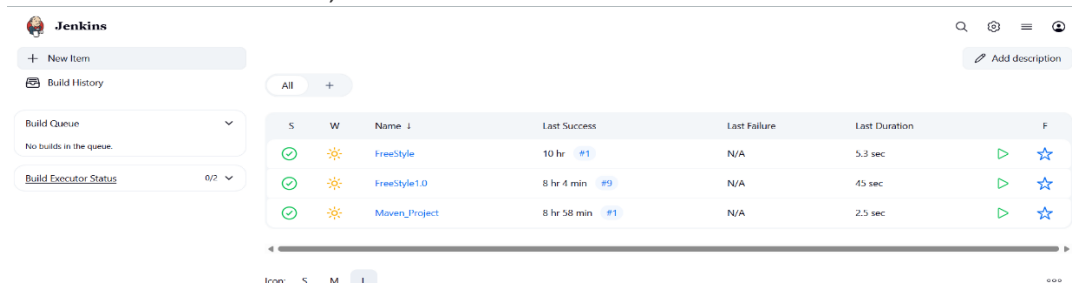 Jenkins
+ New Item
Add description
Build History
All +
Build Queue
S W Name ↓ Last Success Last Failure Last Duration F
No builds in the queue.
FreeStyle 10 hr #1 N/A 5.3 sec
Build Executor Status 0/2
FreeStyle1.0 8 hr 4 min #9 N/A 45 sec
Maven_Project 8 hr 58 min #1 N/A 2.5 sec
Icon: S M L